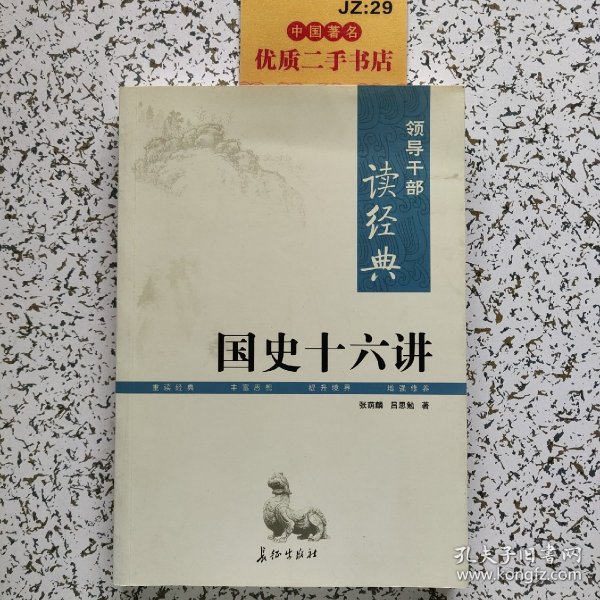 JZ:29
中国著名
优质二手书店
领导干部
读经典
国史十六讲
重读经典 丰富思想 提升境界 增强修养
张荫麟 吕思勉 著
长征出版社
孔夫子旧书网
www.kongfz.com